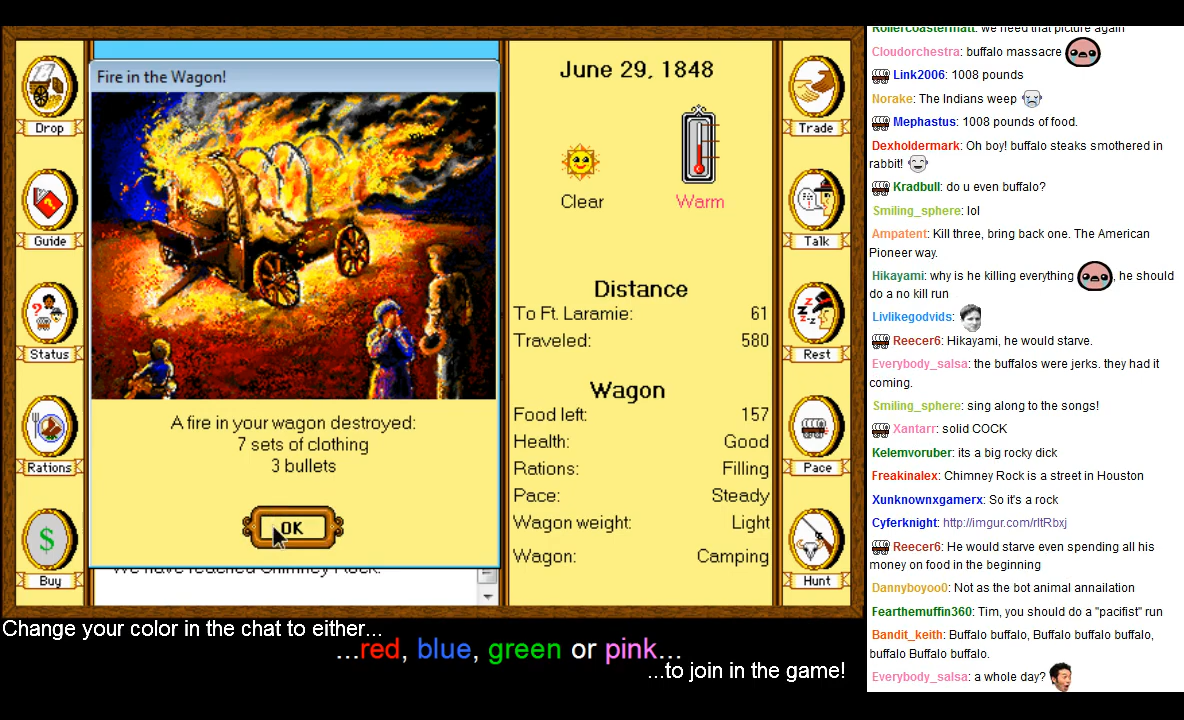 Drop
Guide
Status
Rations
Buy
Fire in the Wagon!
A fire in your wagon destroyed:
7 sets of clothing
3 bullets
OK
We have reached Chimney Rock.
June 29, 1848
Clear
Warm
Distance
To Ft. Laramie: 61
Traveled: 580
Wagon
Food left: 157
Health: Good
Rations: Filling
Pace: Steady
Wagon weight: Light
Wagon: Camping
Trade
Talk
Rest
Pace
Hunt
Change your color in the chat to either...
...red, blue, green or pink...
...to join in the game!
Rollercoastermatt: we need that picture again
Cloudorchestra: buffalo massacre
Link2006: 1008 pounds
Norake: The Indians weep
Mephastus: 1008 pounds of food.
Dexholdermark: Oh boy! buffalo steaks smothered in
rabbit!
Kradbull: do u even buffalo?
Smiling_sphere: lol
Ampatent: Kill three, bring back one. The American
Pioneer way.
Hikayami: why is he killing everything , he should
do a no kill run
Livlikegodvids:
Reecer6: Hikayami, he would starve.
Everybody_salsa: the buffalos were jerks. they had it
coming.
Smiling_sphere: sing along to the songs!
Xantarr: solid COCK
Kelemvoruber: its a big rocky dick
Freakinalex: Chimney Rock is a street in Houston
Xunknownxgamerx: So it's a rock
Cyferknight: http://imgur.com/rItRbxj
Reecer6: He would starve even spending all his
money on food in the beginning
Dannyboyoo0: Not as the bot animal annailation
Fearthemuffin360: Tim, you should do a "pacifist" run
Bandit_keith: Buffalo buffalo, Buffalo buffalo buffalo,
buffalo Buffalo buffalo.
Everybody_salsa: a whole day?